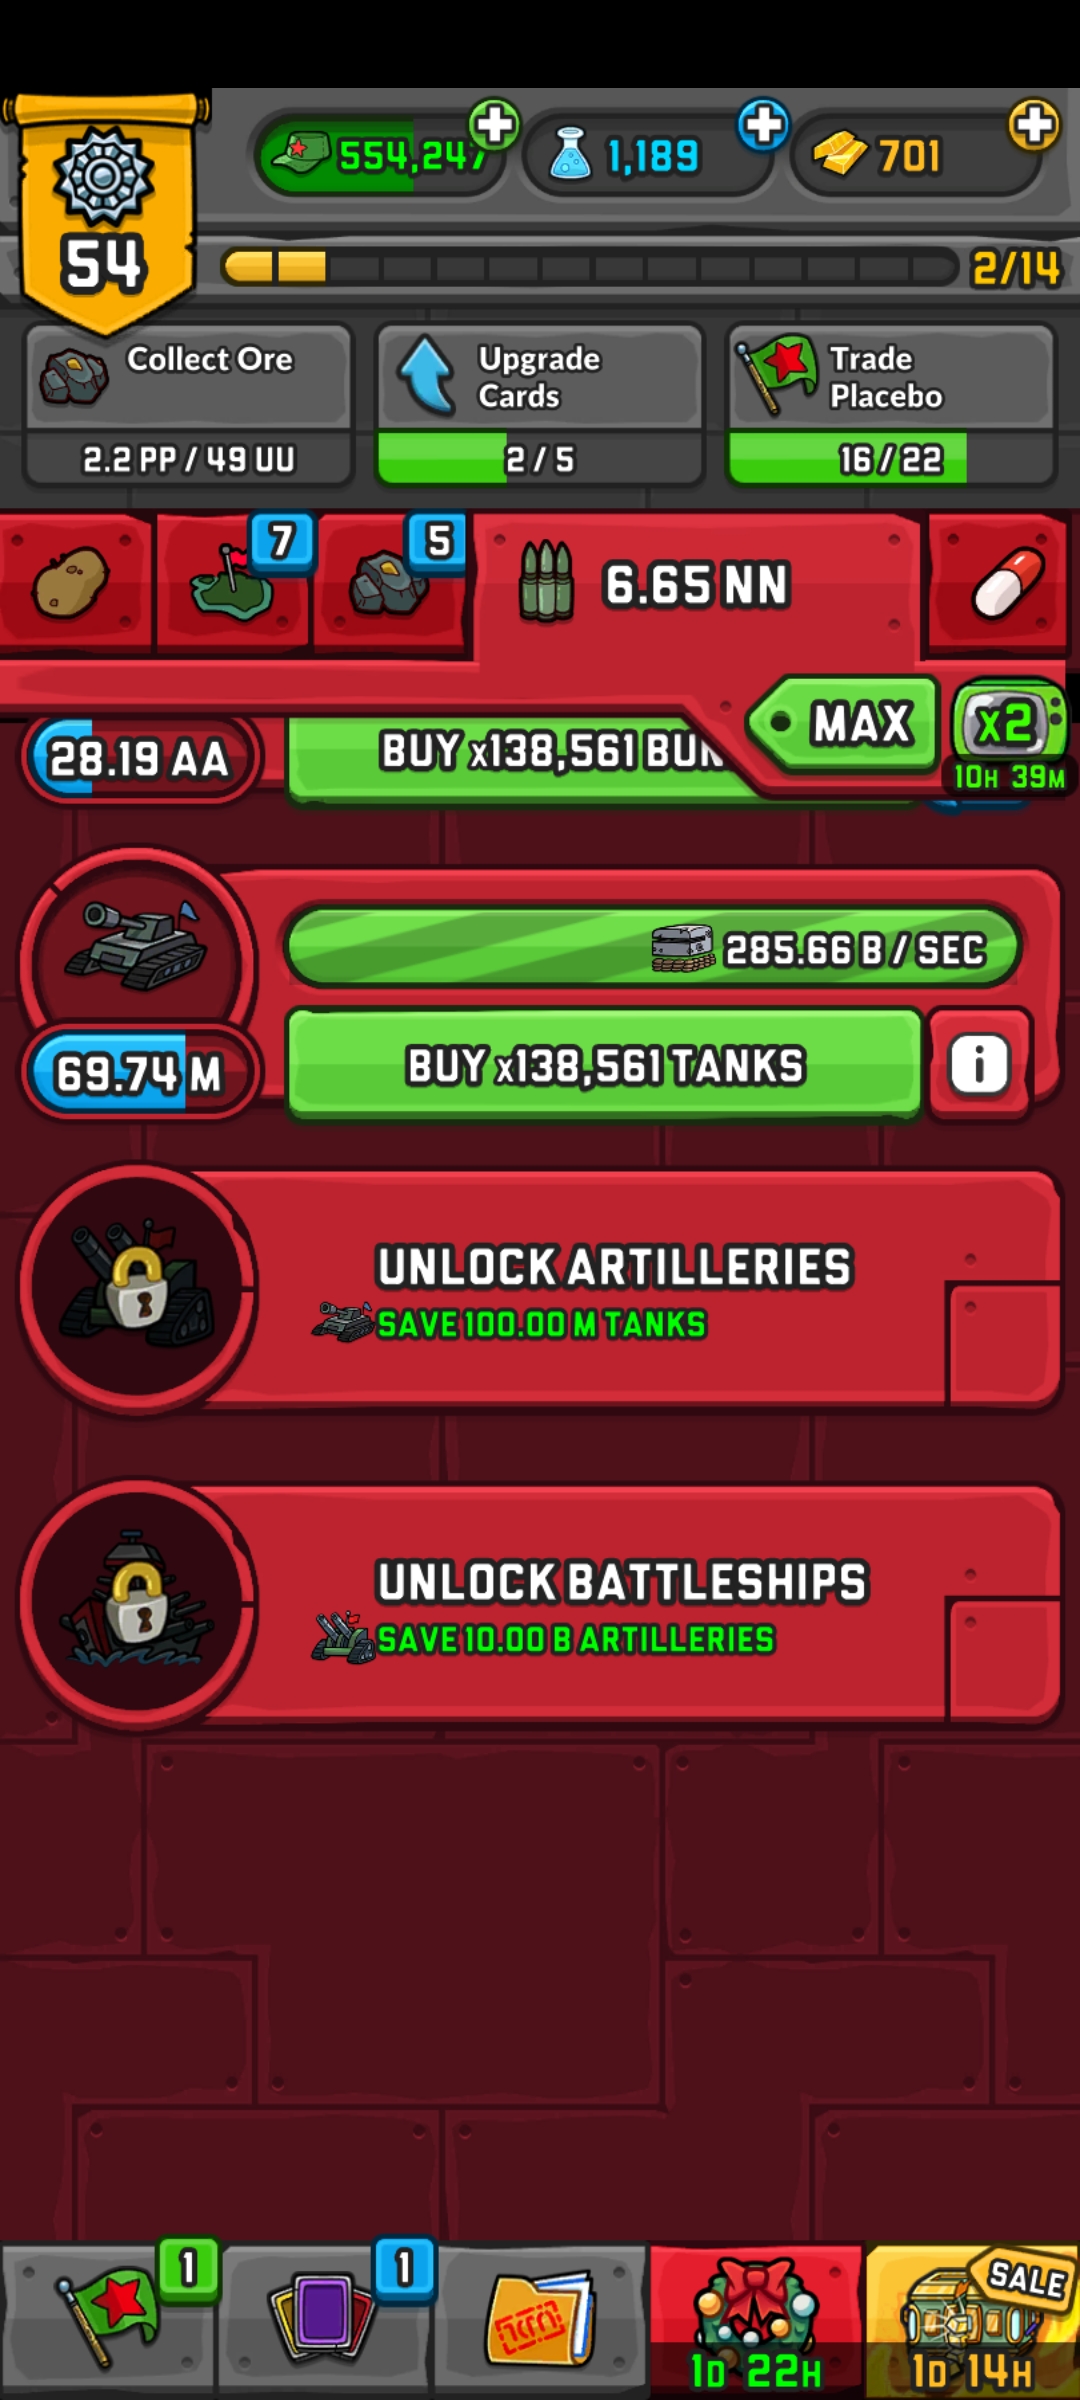 54
554,247
1,189
701
2/14
Collect Ore
2.2 PP / 49 UU
Upgrade
Cards
2 / 5
Trade
Placebo
16 / 22
7
5
6.65 NN
MAX
x2
10H 39M
28.19 AA
BUY x138,561 BUN
285.66 B / SEC
69.74 M
BUY x138,561 TANKS
i
UNLOCK ARTILLERIES
SAVE 100.00 M TANKS
UNLOCK BATTLESHIPS
SAVE 10.00 B ARTILLERIES
1
1
1D 22H
SALE
1D 14H